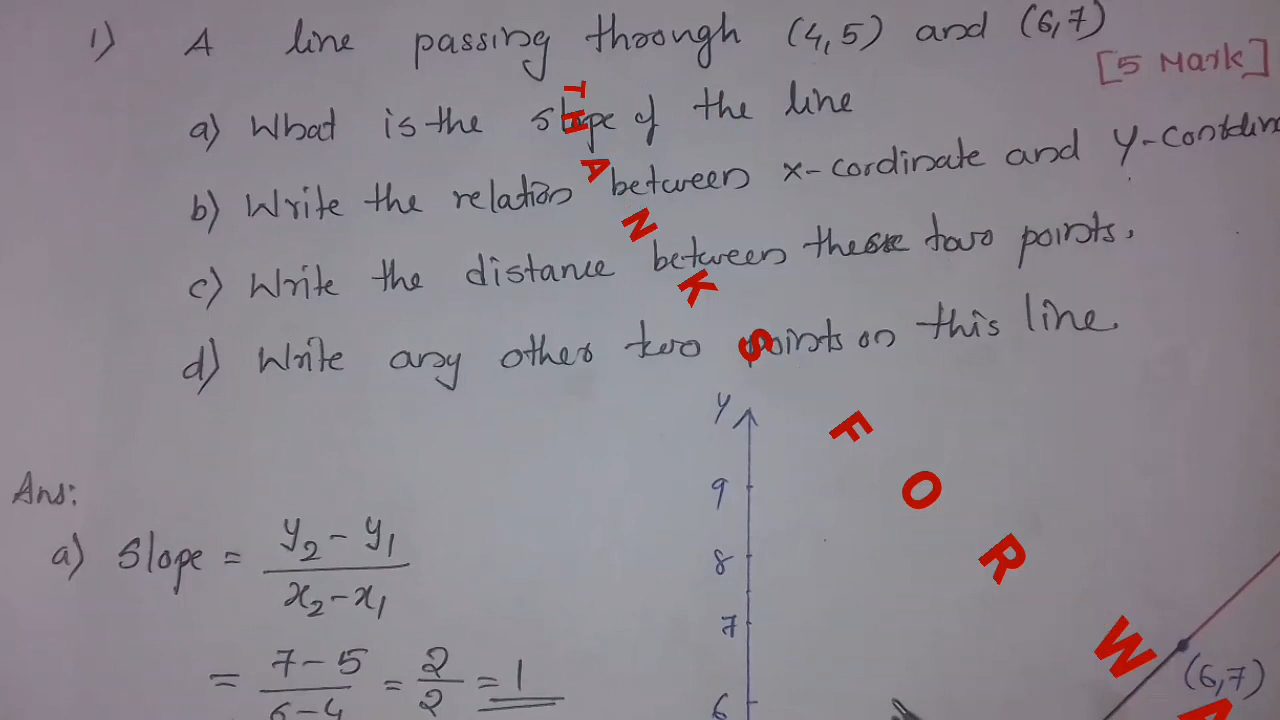 1) A line passing through (4,5) and (6,7)
[5 Mark]
a) What is the slope of the line
b) Write the relation between x-cordinate and y-
c) Write the distance between these two points.
d) Write any other two points on this line.
Ans:
a) Slope = y₂ - y₁ / x₂ - x₁
= 7 - 5 / 6 - 4 = 2 / 2 = 1
y
9
8
7
6
(6,7)
THANKS FOR WA